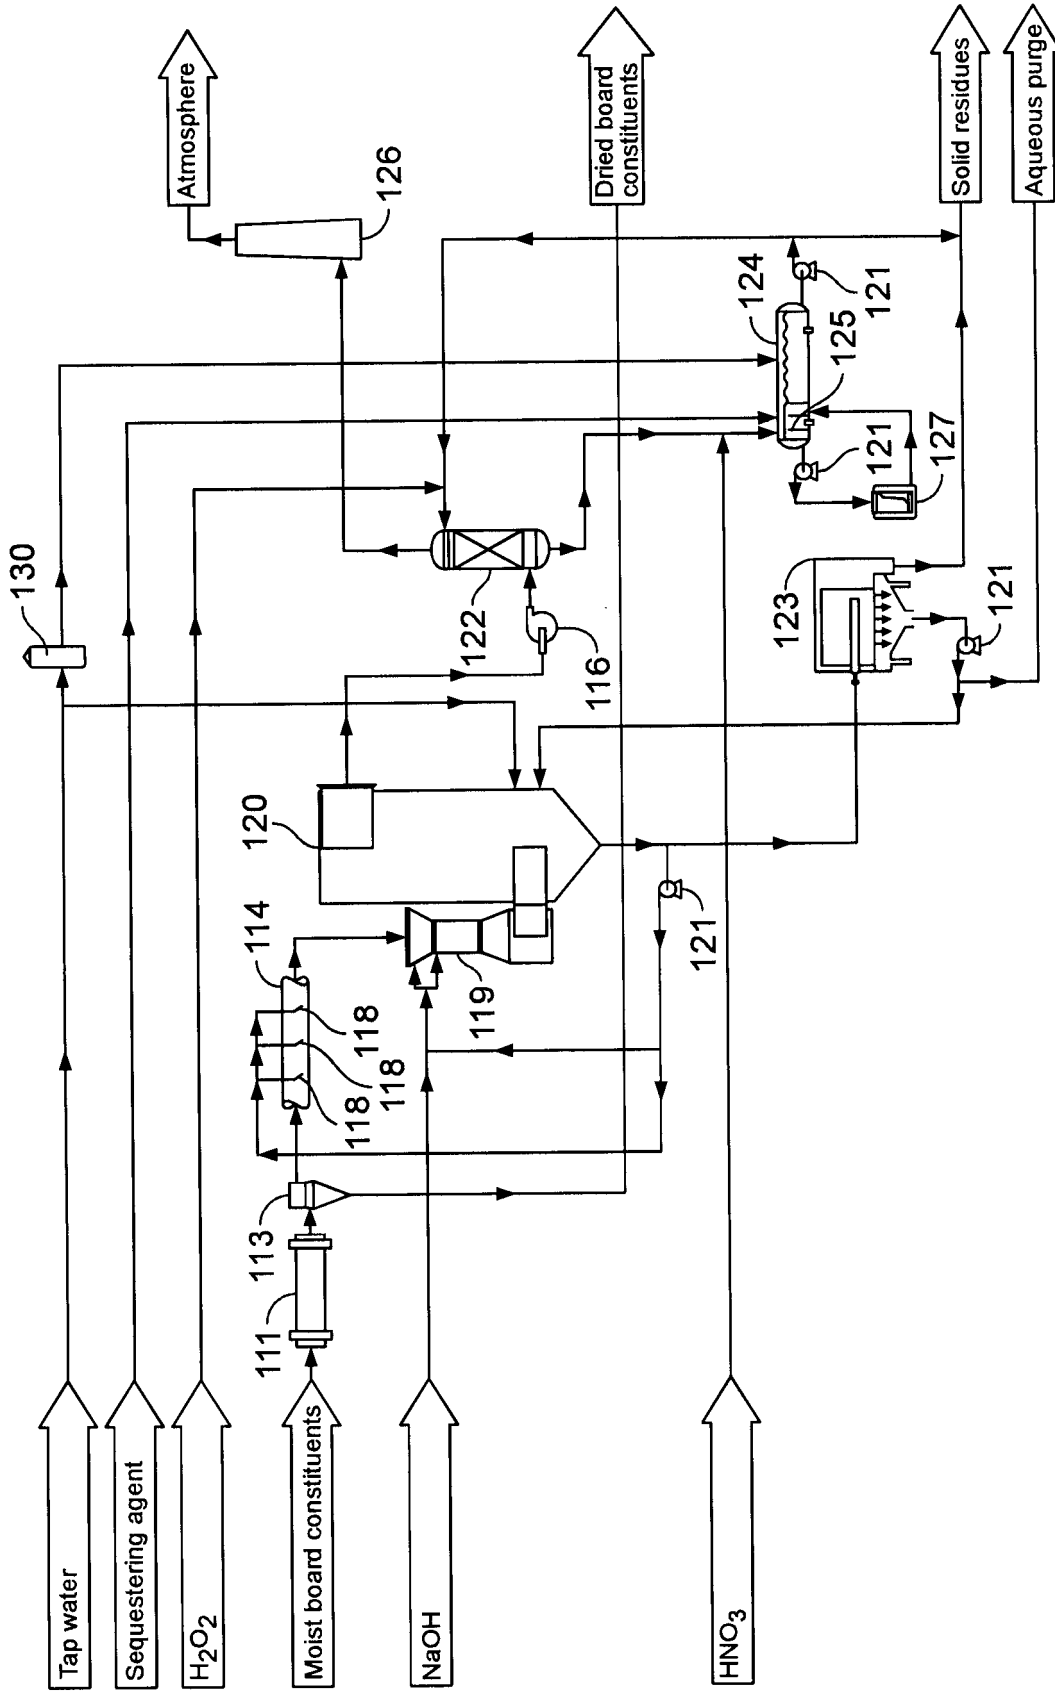 Tap water
Sequestering agent
H₂O₂
Moist board constituents
NaOH
HNO₃
111
113
114
118
118
118
119
120
121
130
122
116
123
121
126
124
125
121
121
127
Atmosphere
Dried board
constituents
Solid residues
Aqueous purge